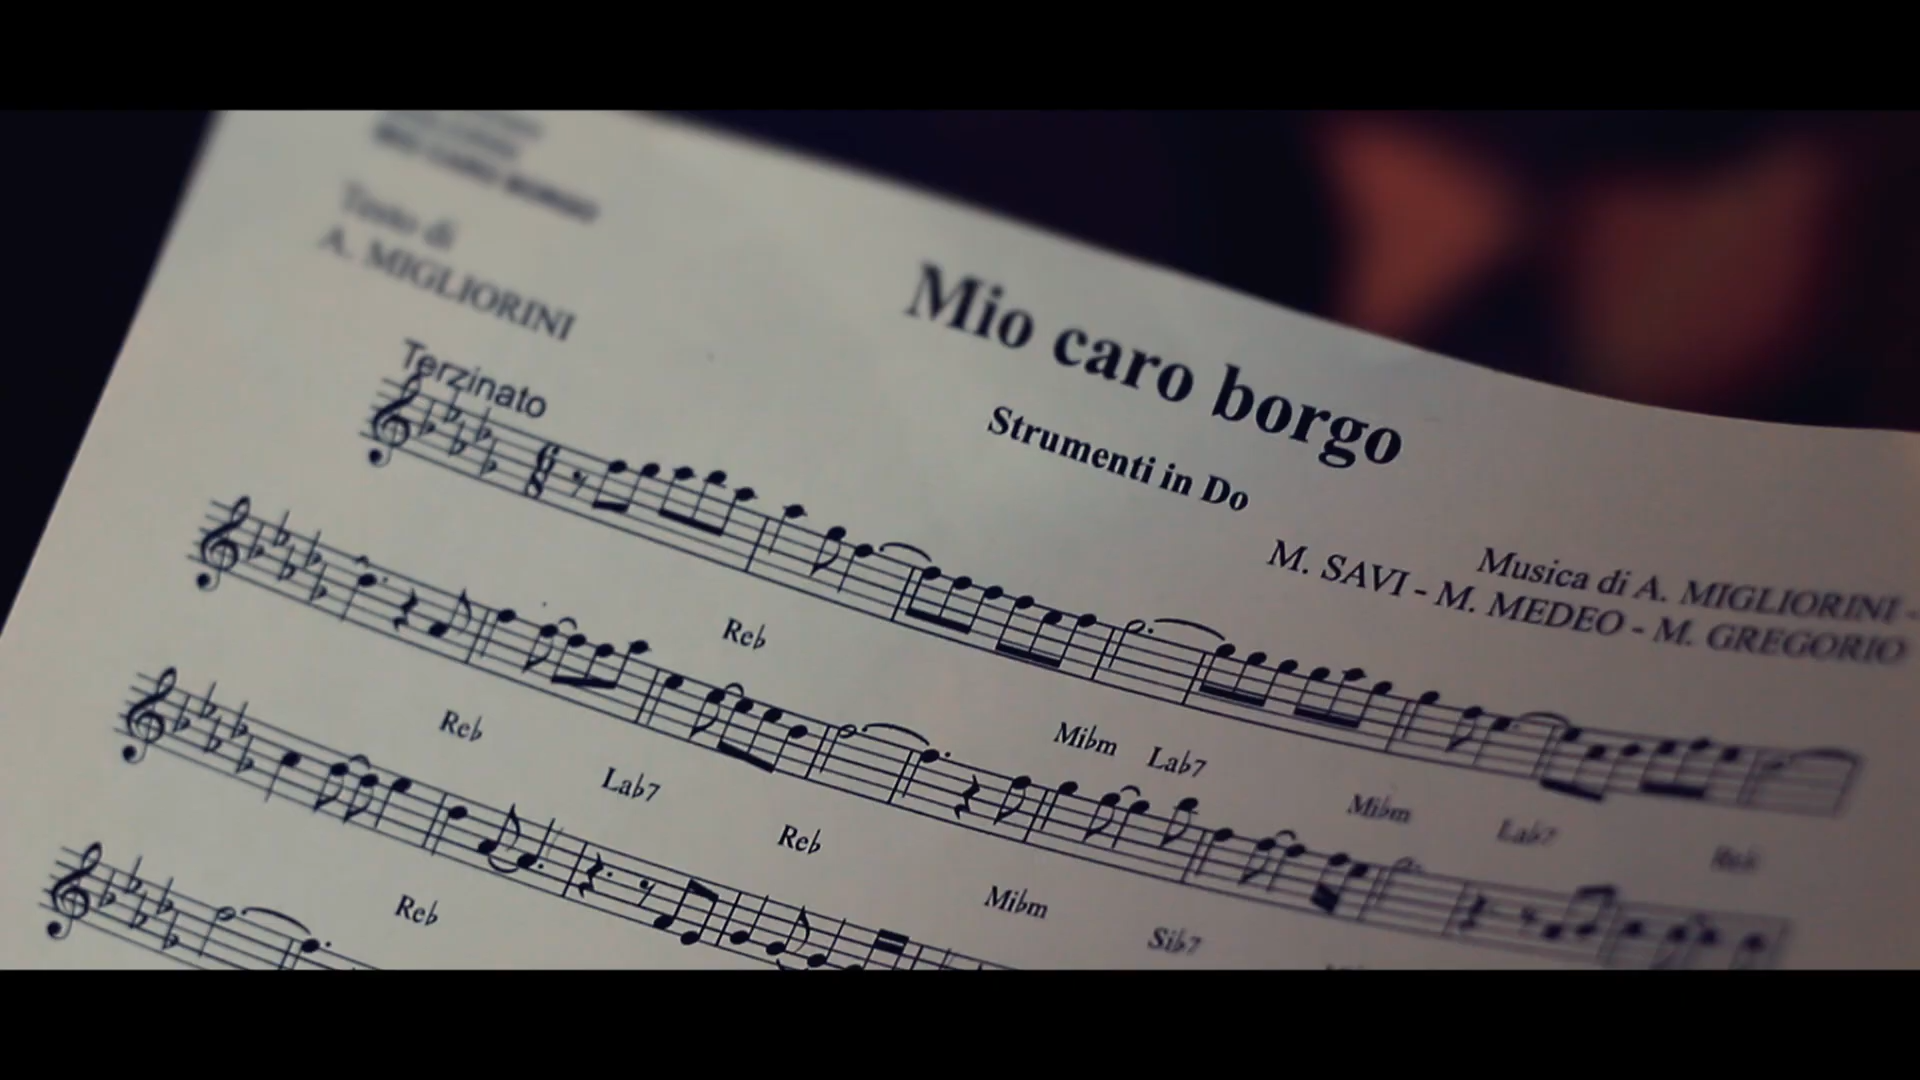 Testo di
A. MIGLIORINI
Mio caro borgo
Strumenti in Do
Musica di A. MIGLIORINI -
M. SAVI - M. MEDEO - M. GREGORIO
Terzinato
Reb Mibm Lab7 Mibm Lab7 Reb
Reb Lab7 Reb Mibm Sib7
Reb